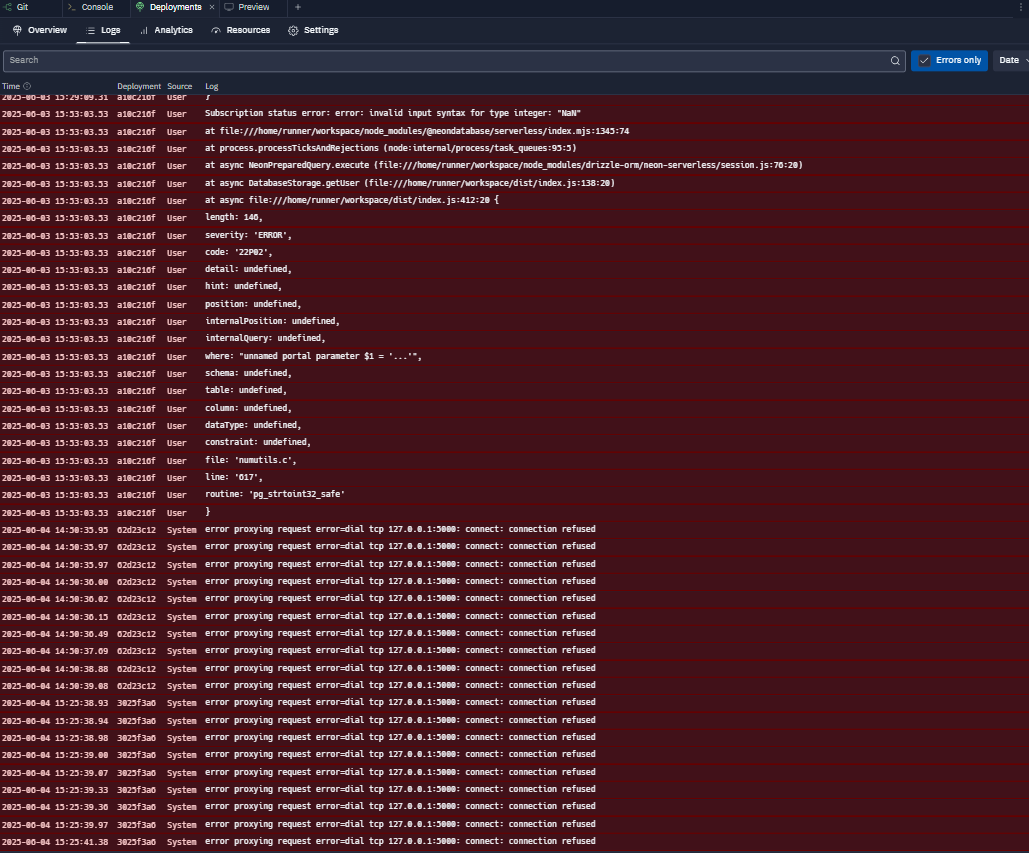 Git Console Deployments × Preview +
Overview Logs Analytics Resources Settings
Search Errors only Date
Time Deployment Source Log
2025-06-03 15:29:09.31 a10c216f User }
2025-06-03 15:53:03.53 a10c216f User Subscription status error: error: invalid input syntax for type integer: "NaN"
2025-06-03 15:53:03.53 a10c216f User at file:///home/runner/workspace/node_modules/@neondatabase/serverless/index.mjs:1345:74
2025-06-03 15:53:03.53 a10c216f User at process.processTicksAndRejections (node:internal/process/task_queues:95:5)
2025-06-03 15:53:03.53 a10c216f User at async NeonPreparedQuery.execute (file:///home/runner/workspace/node_modules/drizzle-orm/neon-serverless/session.js:76:20)
2025-06-03 15:53:03.53 a10c216f User at async DatabaseStorage.getUser (file:///home/runner/workspace/dist/index.js:138:20)
2025-06-03 15:53:03.53 a10c216f User at async file:///home/runner/workspace/dist/index.js:412:20 {
2025-06-03 15:53:03.53 a10c216f User length: 146,
2025-06-03 15:53:03.53 a10c216f User severity: 'ERROR',
2025-06-03 15:53:03.53 a10c216f User code: '22P02',
2025-06-03 15:53:03.53 a10c216f User detail: undefined,
2025-06-03 15:53:03.53 a10c216f User hint: undefined,
2025-06-03 15:53:03.53 a10c216f User position: undefined,
2025-06-03 15:53:03.53 a10c216f User internalPosition: undefined,
2025-06-03 15:53:03.53 a10c216f User internalQuery: undefined,
2025-06-03 15:53:03.53 a10c216f User where: "unnamed portal parameter $1 = '...'",
2025-06-03 15:53:03.53 a10c216f User schema: undefined,
2025-06-03 15:53:03.53 a10c216f User table: undefined,
2025-06-03 15:53:03.53 a10c216f User column: undefined,
2025-06-03 15:53:03.53 a10c216f User dataType: undefined,
2025-06-03 15:53:03.53 a10c216f User constraint: undefined,
2025-06-03 15:53:03.53 a10c216f User file: 'numutils.c',
2025-06-03 15:53:03.53 a10c216f User line: '617',
2025-06-03 15:53:03.53 a10c216f User routine: 'pg_strtoint32_safe'
2025-06-03 15:53:03.53 a10c216f User }
2025-06-04 14:50:35.95 62d23c12 System error proxying request error=dial tcp 127.0.0.1:5000: connect: connection refused
2025-06-04 14:50:35.97 62d23c12 System error proxying request error=dial tcp 127.0.0.1:5000: connect: connection refused
2025-06-04 14:50:35.97 62d23c12 System error proxying request error=dial tcp 127.0.0.1:5000: connect: connection refused
2025-06-04 14:50:36.00 62d23c12 System error proxying request error=dial tcp 127.0.0.1:5000: connect: connection refused
2025-06-04 14:50:36.02 62d23c12 System error proxying request error=dial tcp 127.0.0.1:5000: connect: connection refused
2025-06-04 14:50:36.15 62d23c12 System error proxying request error=dial tcp 127.0.0.1:5000: connect: connection refused
2025-06-04 14:50:36.49 62d23c12 System error proxying request error=dial tcp 127.0.0.1:5000: connect: connection refused
2025-06-04 14:50:37.69 62d23c12 System error proxying request error=dial tcp 127.0.0.1:5000: connect: connection refused
2025-06-04 14:50:38.88 62d23c12 System error proxying request error=dial tcp 127.0.0.1:5000: connect: connection refused
2025-06-04 14:50:39.08 62d23c12 System error proxying request error=dial tcp 127.0.0.1:5000: connect: connection refused
2025-06-04 15:25:38.93 3025f3a6 System error proxying request error=dial tcp 127.0.0.1:5000: connect: connection refused
2025-06-04 15:25:38.94 3025f3a6 System error proxying request error=dial tcp 127.0.0.1:5000: connect: connection refused
2025-06-04 15:25:38.98 3025f3a6 System error proxying request error=dial tcp 127.0.0.1:5000: connect: connection refused
2025-06-04 15:25:39.00 3025f3a6 System error proxying request error=dial tcp 127.0.0.1:5000: connect: connection refused
2025-06-04 15:25:39.07 3025f3a6 System error proxying request error=dial tcp 127.0.0.1:5000: connect: connection refused
2025-06-04 15:25:39.33 3025f3a6 System error proxying request error=dial tcp 127.0.0.1:5000: connect: connection refused
2025-06-04 15:25:39.36 3025f3a6 System error proxying request error=dial tcp 127.0.0.1:5000: connect: connection refused
2025-06-04 15:25:39.97 3025f3a6 System error proxying request error=dial tcp 127.0.0.1:5000: connect: connection refused
2025-06-04 15:25:41.38 3025f3a6 System error proxying request error=dial tcp 127.0.0.1:5000: connect: connection refused